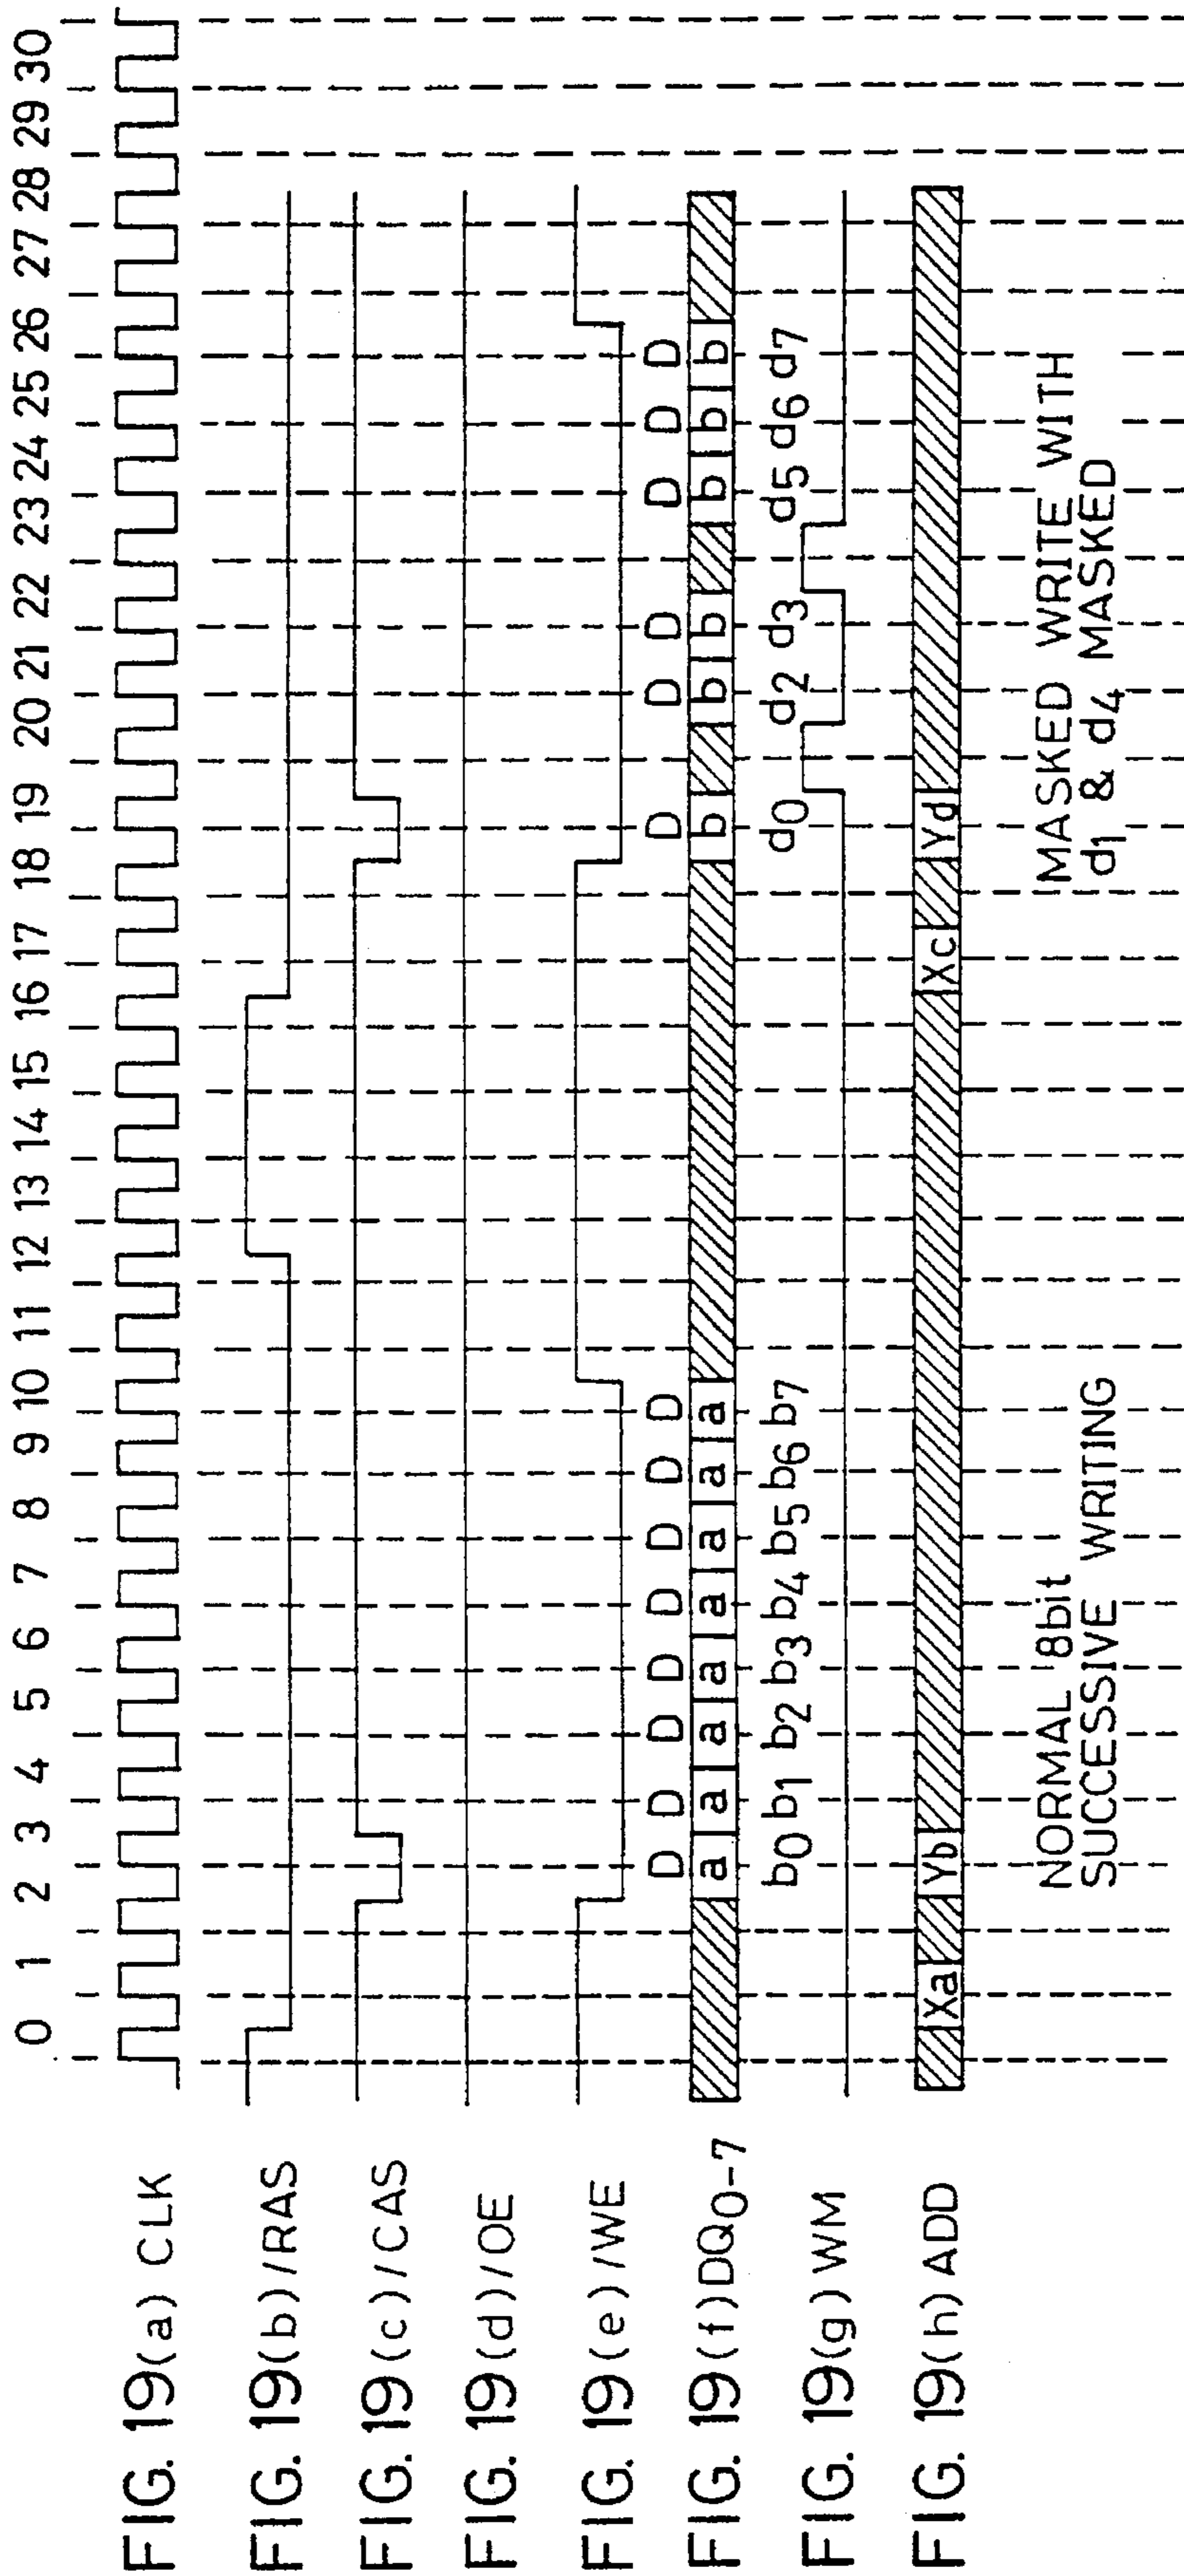 0 1 2 3 4 5 6 7 8 9 10 11 12 13 14 15 16 17 18 19 20 21 22 23 24 25 26 27 28 29 30
FIG. 19(a) CLK
FIG. 19(b)/RAS
FIG. 19(c)/CAS
FIG. 19(d)/OE
FIG. 19(e)/WE
D D D D D D D D D D D D D D
FIG. 19(f)DQ0-7 a a a a a a a a b b b b b b
b0 b1 b2 b3 b4 b5 b6 b7 d0 d2 d3 d5 d6 d7
FIG. 19(g)WM
FIG. 19(h)ADD Xa Yb Xc Yd
NORMAL 8bit
SUCCESSIVE WRITING
MASKED WRITE WITH
d1 & d4 MASKED